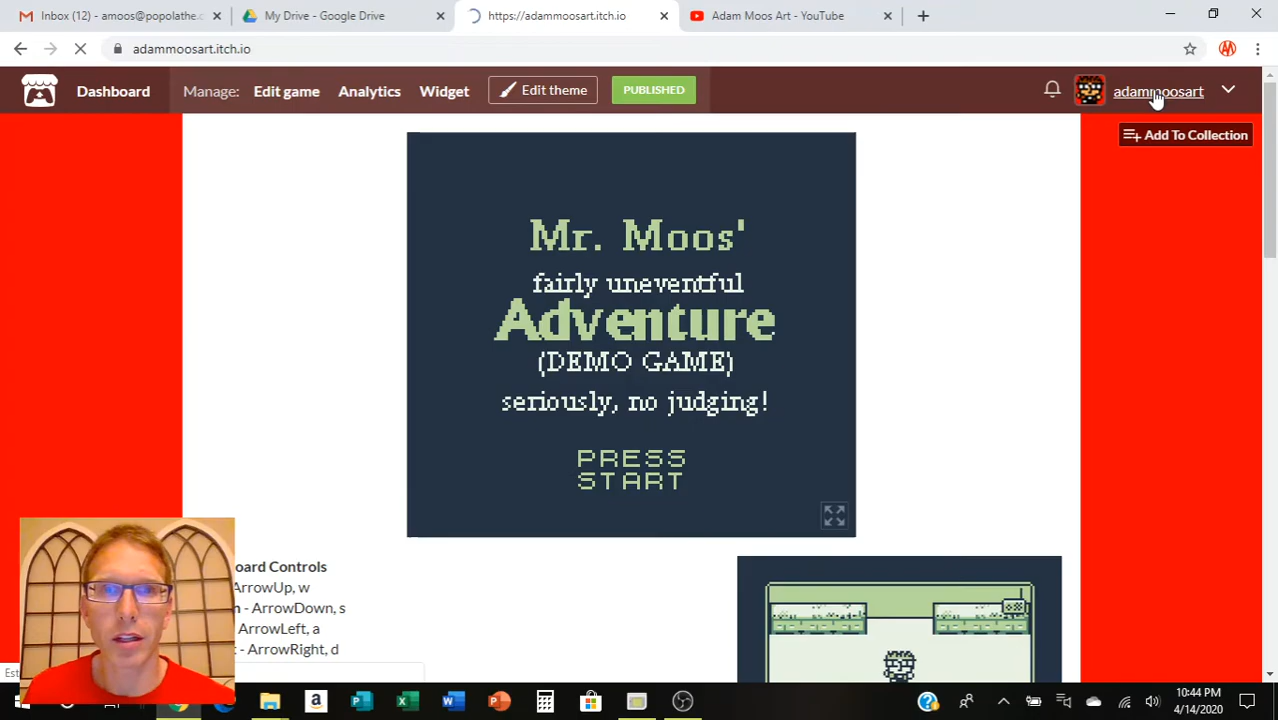 Inbox (12) - amoos@popolathe.c
My Drive - Google Drive
https://adammoosart.itch.io
Adam Moos Art - YouTube
adammoosart.itch.io
Dashboard
Manage:
Edit game
Analytics
Widget
Edit theme
PUBLISHED
adammoosart
Add To Collection
Mr. Moos'
fairly uneventful
Adventure
(DEMO GAME)
seriously, no judging!
PRESS
START
oard Controls
ArrowUp, w
n - ArrowDown, s
ArrowLeft, a
t - ArrowRight, d
Est
10:44 PM
4/14/2020